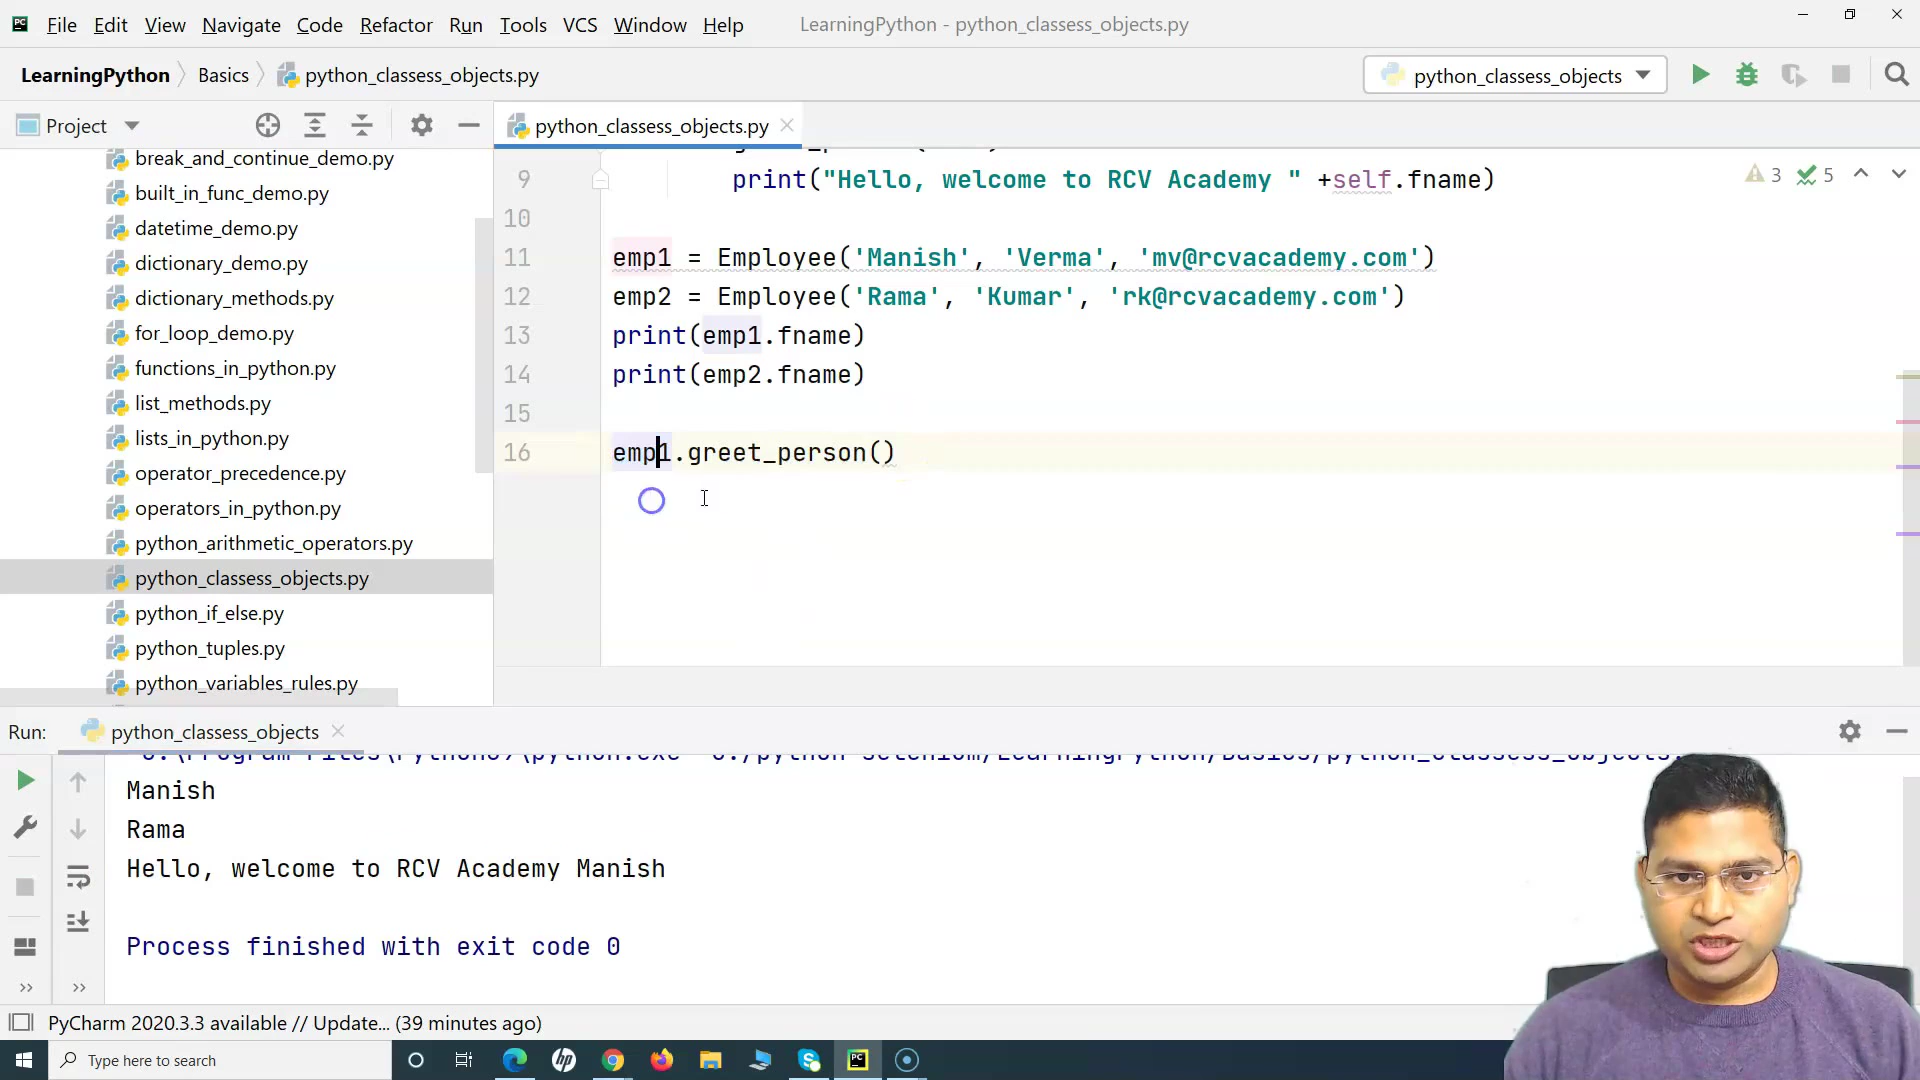 File Edit View Navigate Code Refactor Run Tools VCS Window Help LearningPython - python_classess_objects.py
LearningPython Basics python_classess_objects.py python_classess_objects
Project python_classess_objects.py
break_and_continue_demo.py
built_in_func_demo.py
datetime_demo.py
dictionary_demo.py
dictionary_methods.py
for_loop_demo.py
functions_in_python.py
list_methods.py
lists_in_python.py
operator_precedence.py
operators_in_python.py
python_arithmetic_operators.py
python_classess_objects.py
python_if_else.py
python_tuples.py
python_variables_rules.py
9 print("Hello, welcome to RCV Academy " +self.fname)
3 5
10
11 emp1 = Employee('Manish', 'Verma', 'mv@rcvacademy.com')
12 emp2 = Employee('Rama', 'Kumar', 'rk@rcvacademy.com')
13 print(emp1.fname)
14 print(emp2.fname)
15
16 emp1.greet_person()
Run: python_classess_objects
Manish
Rama
Hello, welcome to RCV Academy Manish
Process finished with exit code 0
PyCharm 2020.3.3 available // Update... (39 minutes ago)
Type here to search
hp
PC